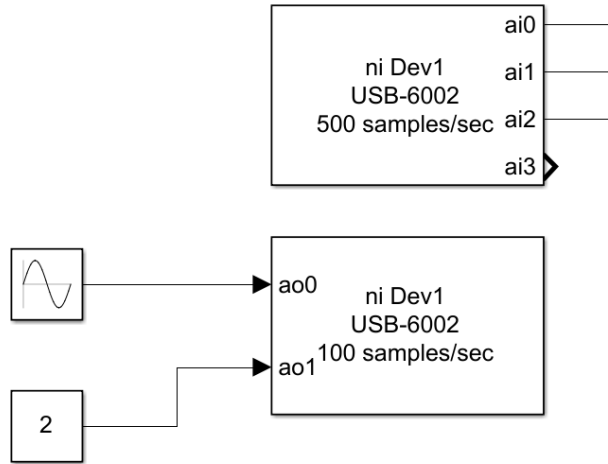 ni Dev1
USB-6002
500 samples/sec
ai0
ai1
ai2
ai3
ao0
ao1
ni Dev1
USB-6002
100 samples/sec
2